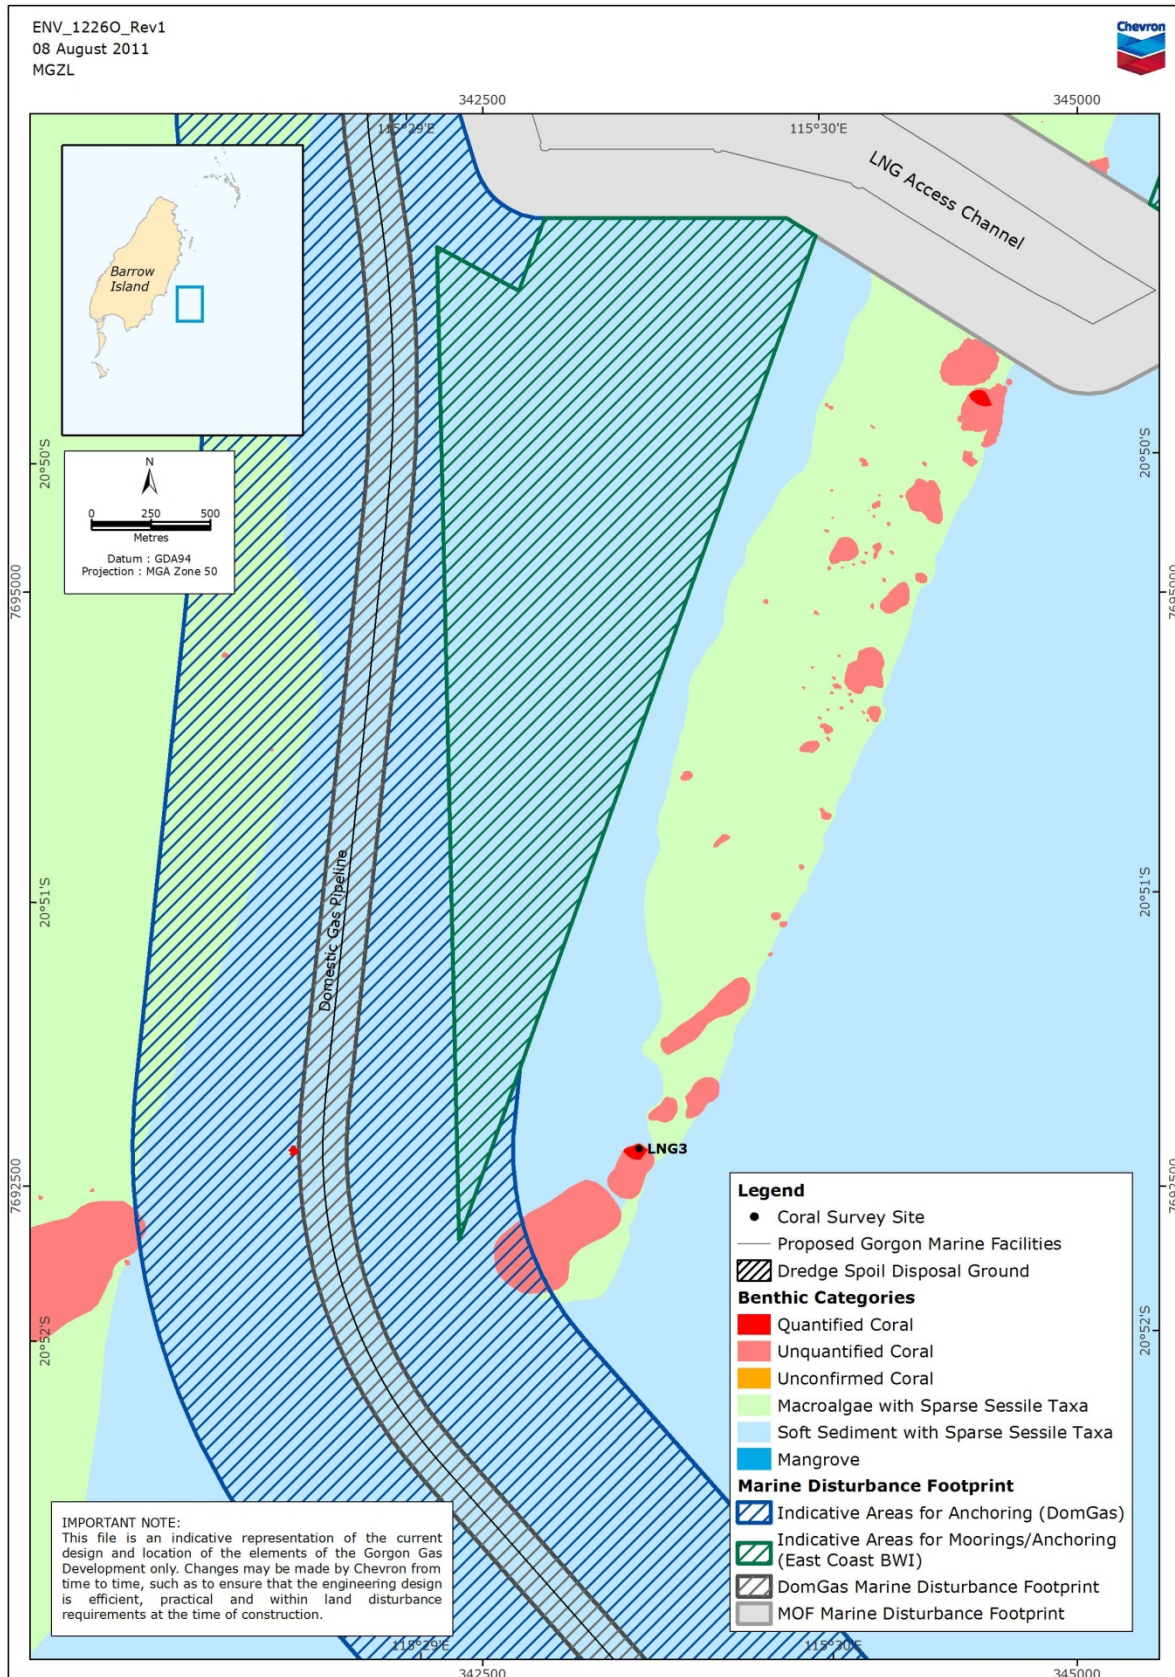 ENV_1226O_Rev1
08 August 2011
MGZL
Chevron
342500
345000
115°29'E
115°30'E
LNG Access Channel
Barrow
Island
N
0 250 500
Metres
Datum : GDA94
Projection : MGA Zone 50
20°50'S
20°50'S
7695000
7695000
20°51'S
20°51'S
Domestic Gas Pipeline
LNG3
7692500
7692500
20°52'S
20°52'S
Legend
Coral Survey Site
Proposed Gorgon Marine Facilities
Dredge Spoil Disposal Ground
Benthic Categories
Quantified Coral
Unquantified Coral
Unconfirmed Coral
Macroalgae with Sparse Sessile Taxa
Soft Sediment with Sparse Sessile Taxa
Mangrove
Marine Disturbance Footprint
Indicative Areas for Anchoring (DomGas)
Indicative Areas for Moorings/Anchoring
(East Coast BWI)
DomGas Marine Disturbance Footprint
MOF Marine Disturbance Footprint
IMPORTANT NOTE:
This file is an indicative representation of the current
design and location of the elements of the Gorgon Gas
Development only. Changes may be made by Chevron from
time to time, such as to ensure that the engineering design
is efficient, practical and within land disturbance
requirements at the time of construction.
115°29'E
115°30'E
342500
345000